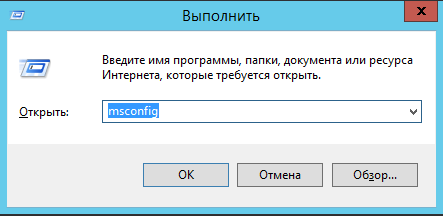 Выполнить
Введите имя программы, папки, документа или ресурса
Интернета, которые требуется открыть.
Открыть: msconfig
ОК Отмена Обзор...